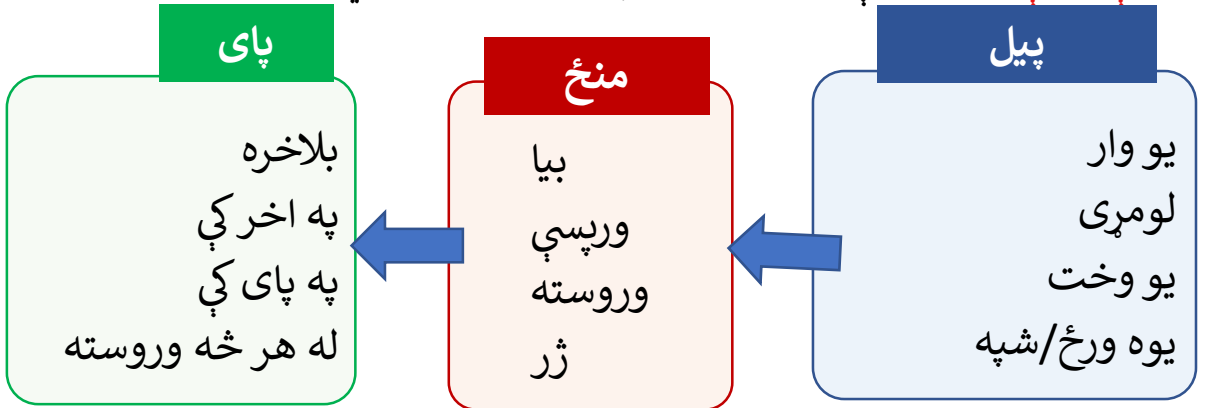 پیل
یو وار
لومړی
یو وخت
یوه ورځ/شپه
منځ
بیا
ورپسې
وروسته
ژر
پای
بلاخره
په اخر کې
په پای کې
له هر څه وروسته